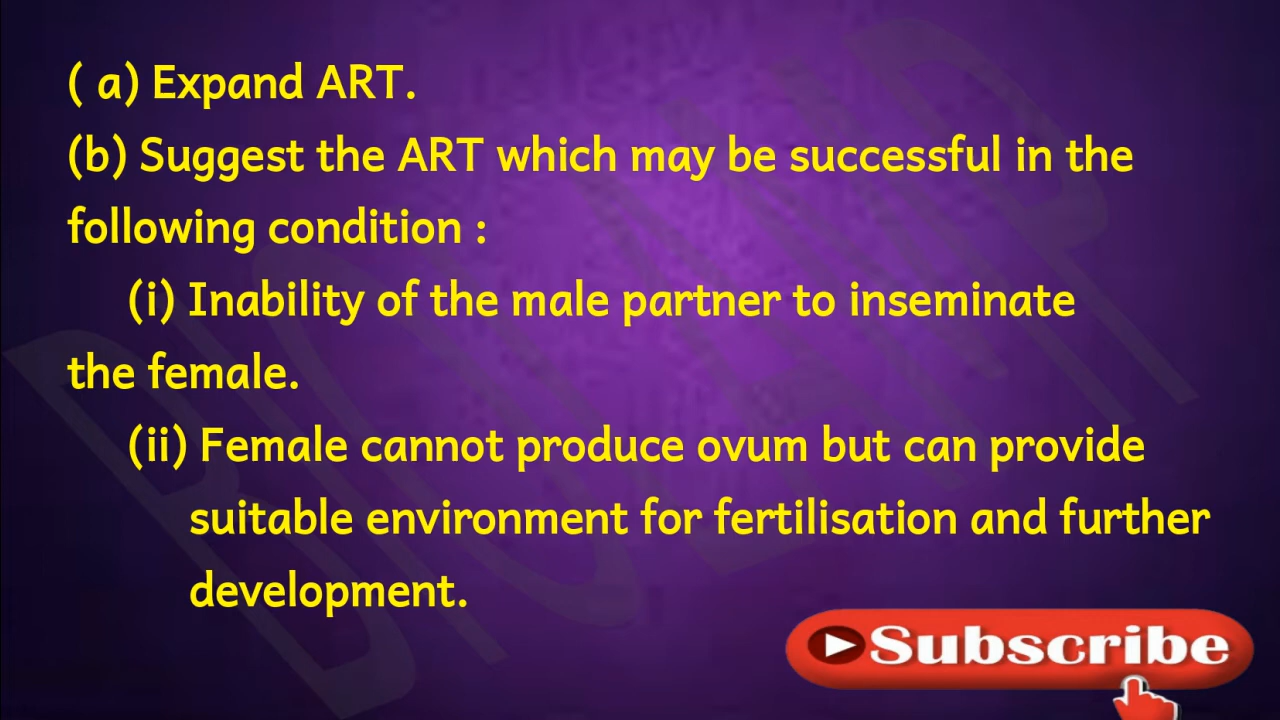 ( a) Expand ART.
(b) Suggest the ART which may be successful in the
following condition :
(i) Inability of the male partner to inseminate
the female.
(ii) Female cannot produce ovum but can provide
suitable environment for fertilisation and further
development.
Subscribe